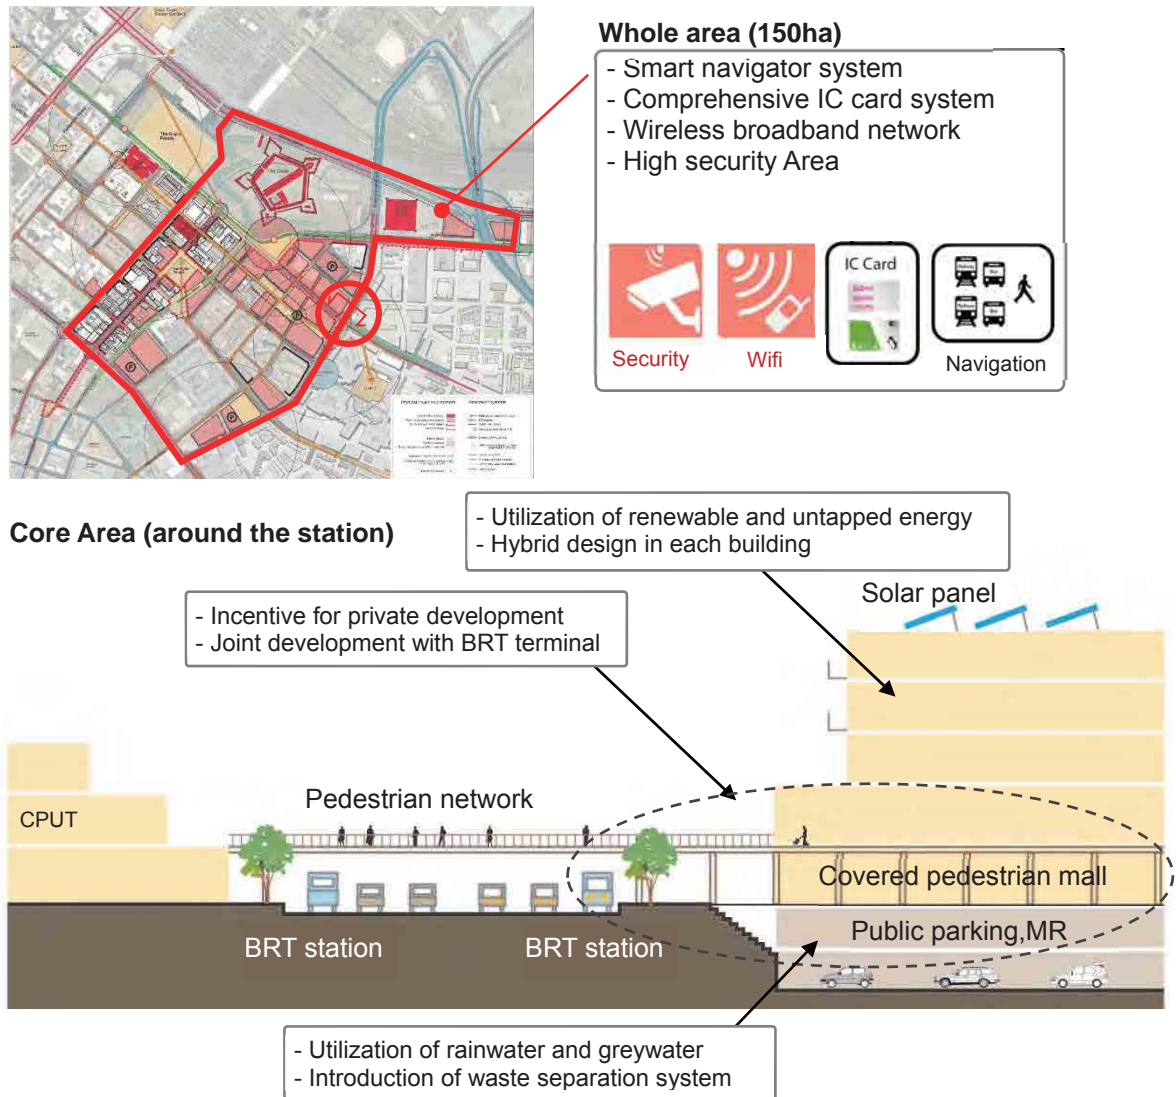 Whole area (150ha)
- Smart navigator system
- Comprehensive IC card system
- Wireless broadband network
- High security Area
IC Card
Security
Wifi
Navigation
Core Area (around the station)
- Utilization of renewable and untapped energy
- Hybrid design in each building
- Incentive for private development
- Joint development with BRT terminal
Solar panel
Pedestrian network
CPUT
Covered pedestrian mall
Public parking,MR
BRT station
BRT station
- Utilization of rainwater and greywater
- Introduction of waste separation system